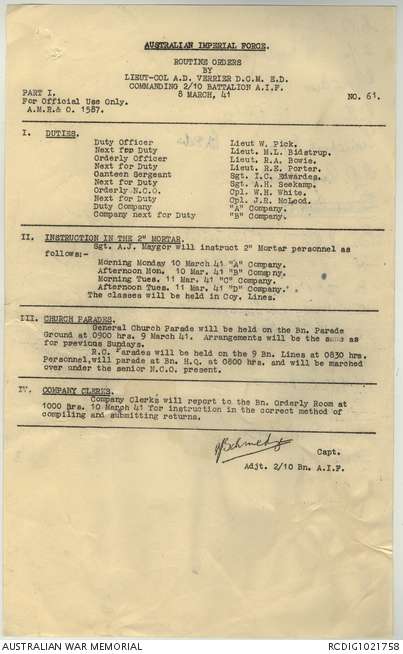 AUSTRALIAN IMPERIAL FORCE.
ROUTINE ORDERS
BY
LIEUT-COL A.D. VERRIER D.C.M. E.D.
COMMANDING 2/10 BATTALION A.I.F.
PART I. 8 MARCH, 41 NO. 61.
For Official Use Only.
A.M.R.& O. 1587.
I. DUTIES.
Duty Officer Lieut W. Pick.
Next for Duty Lieut. M.L. Bidstrup.
Orderly Officer Lieut. R.A. Bowie.
Next for Duty Lieut. R.E. Porter.
Canteen Sergeant Sgt. I.C. Edwardes.
Next for Duty Sgt. A.H. Seekamp.
Orderly N.C.O. Cpl. W.H. White.
Next for Duty Cpl. J.R. McLeod.
Duty Company "A" Company.
Company next for Duty "B" Company.
II. INSTRUCTION IN THE 2" MORTAR.
Sgt. A.J. Maygor will instruct 2" Mortar personnel as
follows:-
Morning Monday 10 March 41 "A" Company.
Afternoon Mon. 10 Mar. 41 "B" Company.
Morning Tues. 11 Mar. 41 "C" Company.
Afternoon Tues. 11 Mar. 41 "D" Company.
The classes will be held in Coy. Lines.
III. CHURCH PARADES.
General Church Parade will be held on the Bn. Parade
Ground at 0900 hrs. 9 March 41. Arrangements will be the same as
for previous Sundays.
R.C. arades will be held on the 9 Bn. Lines at 0830 hrs.
Personnel will parade at Bn. H.Q. at 0800 hrs. and will be marched
over under the senior N.C.O. present.
IV. COMPANY CLERKS.
Company Clerks will report to the Bn. Orderly Room at
1000 hrs. 10 March 41 for instruction in the correct method of
compiling and submitting returns.
Capt.
Adjt. 2/10 Bn. A.I.F.
AUSTRALIAN WAR MEMORIAL RCDIG1021758